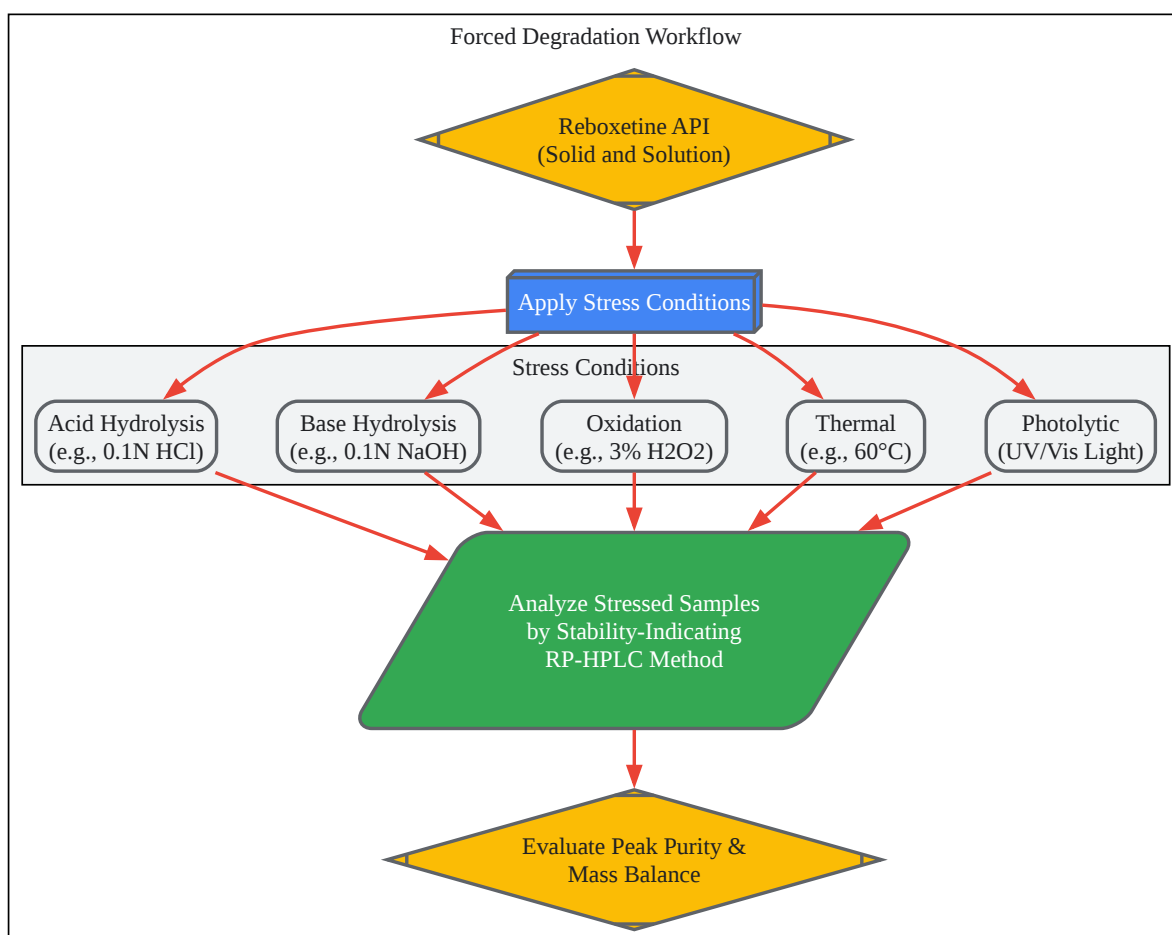 Forced Degradation Workflow
Reboxetine API
(Solid and Solution)
Apply Stress Conditions
Stress Conditions
Acid Hydrolysis
(e.g., 0.1N HCl)
Base Hydrolysis
(e.g., 0.1N NaOH)
Oxidation
(e.g., 3% H2O2)
Thermal
(e.g., 60°C)
Photolytic
(UV/Vis Light)
Analyze Stressed Samples
by Stability-Indicating
RP-HPLC Method
Evaluate Peak Purity &
Mass Balance